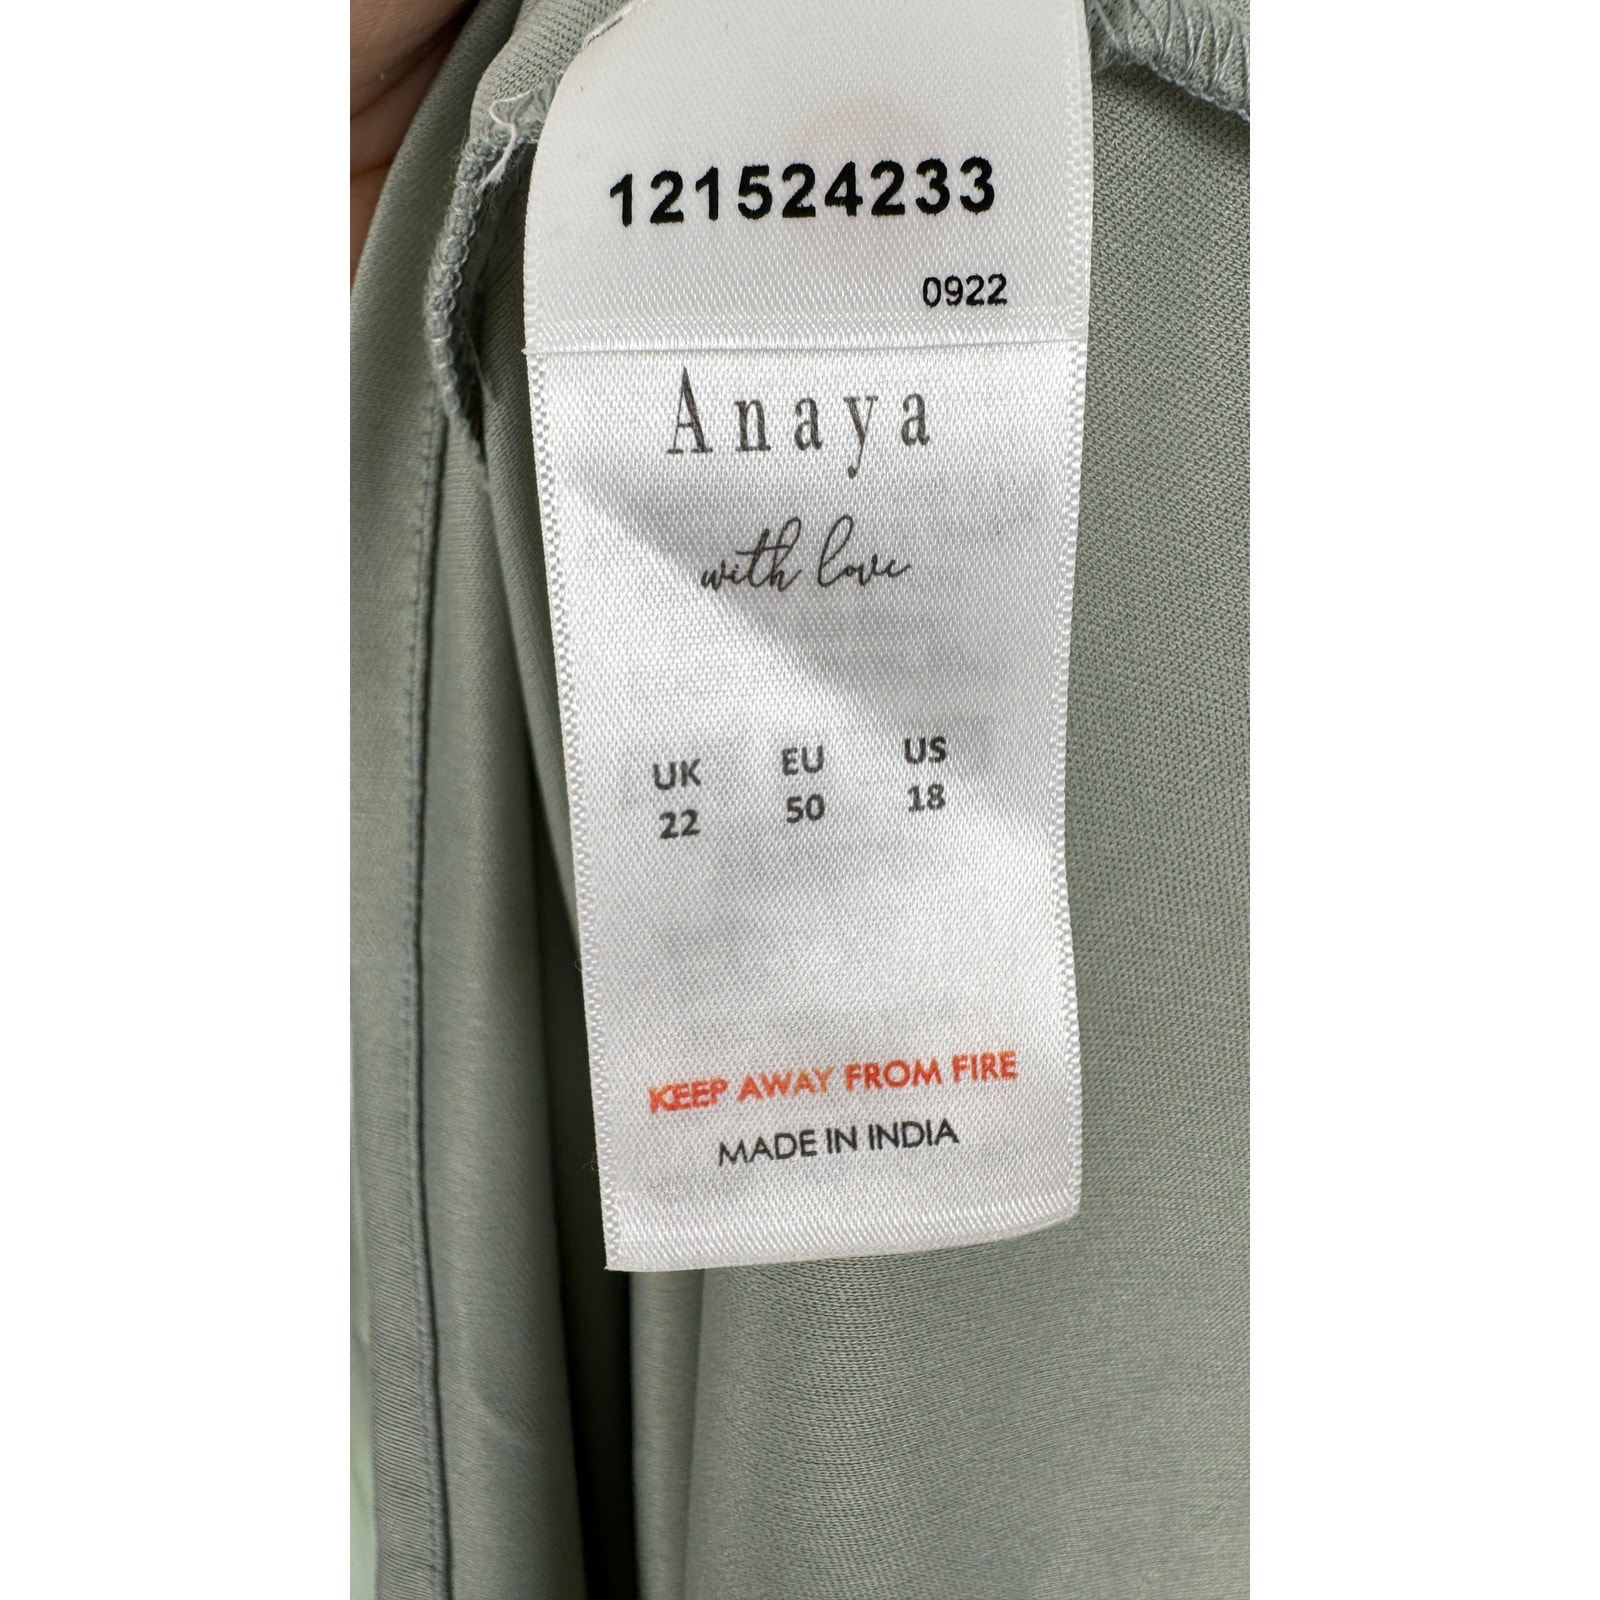 121524233
0922
Anaya
with love
UK EU US
22 50 18
KEEP AWAY FROM FIRE
MADE IN INDIA